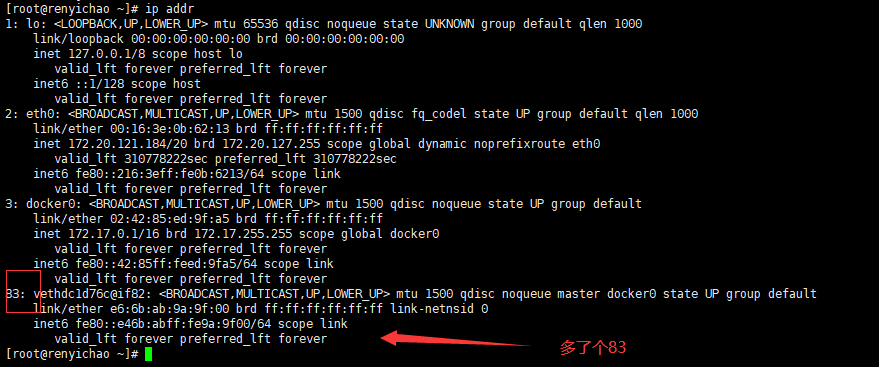 [root@renyichao ~]# ip addr
1: lo: <LOOPBACK,UP,LOWER_UP> mtu 65536 qdisc noqueue state UNKNOWN group default qlen 1000
    link/loopback 00:00:00:00:00:00 brd 00:00:00:00:00:00
    inet 127.0.0.1/8 scope host lo
       valid_lft forever preferred_lft forever
    inet6 ::1/128 scope host
       valid_lft forever preferred_lft forever
2: eth0: <BROADCAST,MULTICAST,UP,LOWER_UP> mtu 1500 qdisc fq_codel state UP group default qlen 1000
    link/ether 00:16:3e:0b:62:13 brd ff:ff:ff:ff:ff:ff
    inet 172.20.121.184/20 brd 172.20.127.255 scope global dynamic noprefixroute eth0
       valid_lft 310778222sec preferred_lft 310778222sec
    inet6 fe80::216:3eff:fe0b:6213/64 scope link
       valid_lft forever preferred_lft forever
3: docker0: <BROADCAST,MULTICAST,UP,LOWER_UP> mtu 1500 qdisc noqueue state UP group default
    link/ether 02:42:85:ed:9f:a5 brd ff:ff:ff:ff:ff:ff
    inet 172.17.0.1/16 brd 172.17.255.255 scope global docker0
       valid_lft forever preferred_lft forever
    inet6 fe80::42:85ff:feed:9fa5/64 scope link
       valid_lft forever preferred_lft forever
83: vethdc1d76c@if82: <BROADCAST,MULTICAST,UP,LOWER_UP> mtu 1500 qdisc noqueue master docker0 state UP group default
    link/ether e6:6b:ab:9a:9f:00 brd ff:ff:ff:ff:ff:ff link-netnsid 0
    inet6 fe80::e46b:abff:fe9a:9f00/64 scope link
       valid_lft forever preferred_lft forever
多了个83
[root@renyichao ~]#